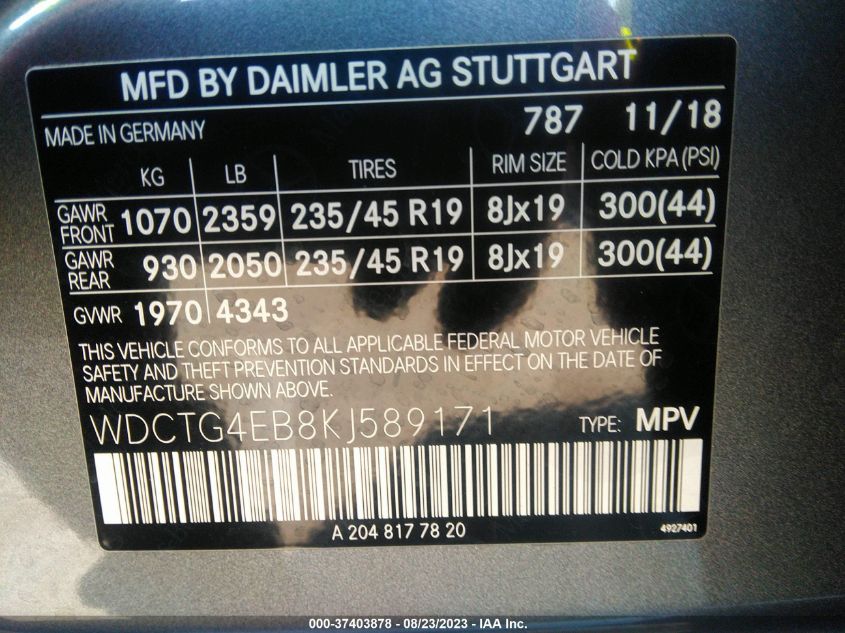 MFD BY DAIMLER AG STUTTGART
MADE IN GERMANY 787 11/18
KG LB TIRES RIM SIZE COLD KPA (PSI)
GAWR FRONT 1070 2359 235/45 R19 8Jx19 300(44)
GAWR REAR 930 2050 235/45 R19 8Jx19 300(44)
GVWR 1970 4343
THIS VEHICLE CONFORMS TO ALL APPLICABLE FEDERAL MOTOR VEHICLE
SAFETY AND THEFT PREVENTION STANDARDS IN EFFECT ON THE DATE OF
MANUFACTURE SHOWN ABOVE.
WDCTG4EB8KJ589171 TYPE: MPV
A 204 817 78 20 4927401
000-37403878 - 08/23/2023 - IAA Inc.